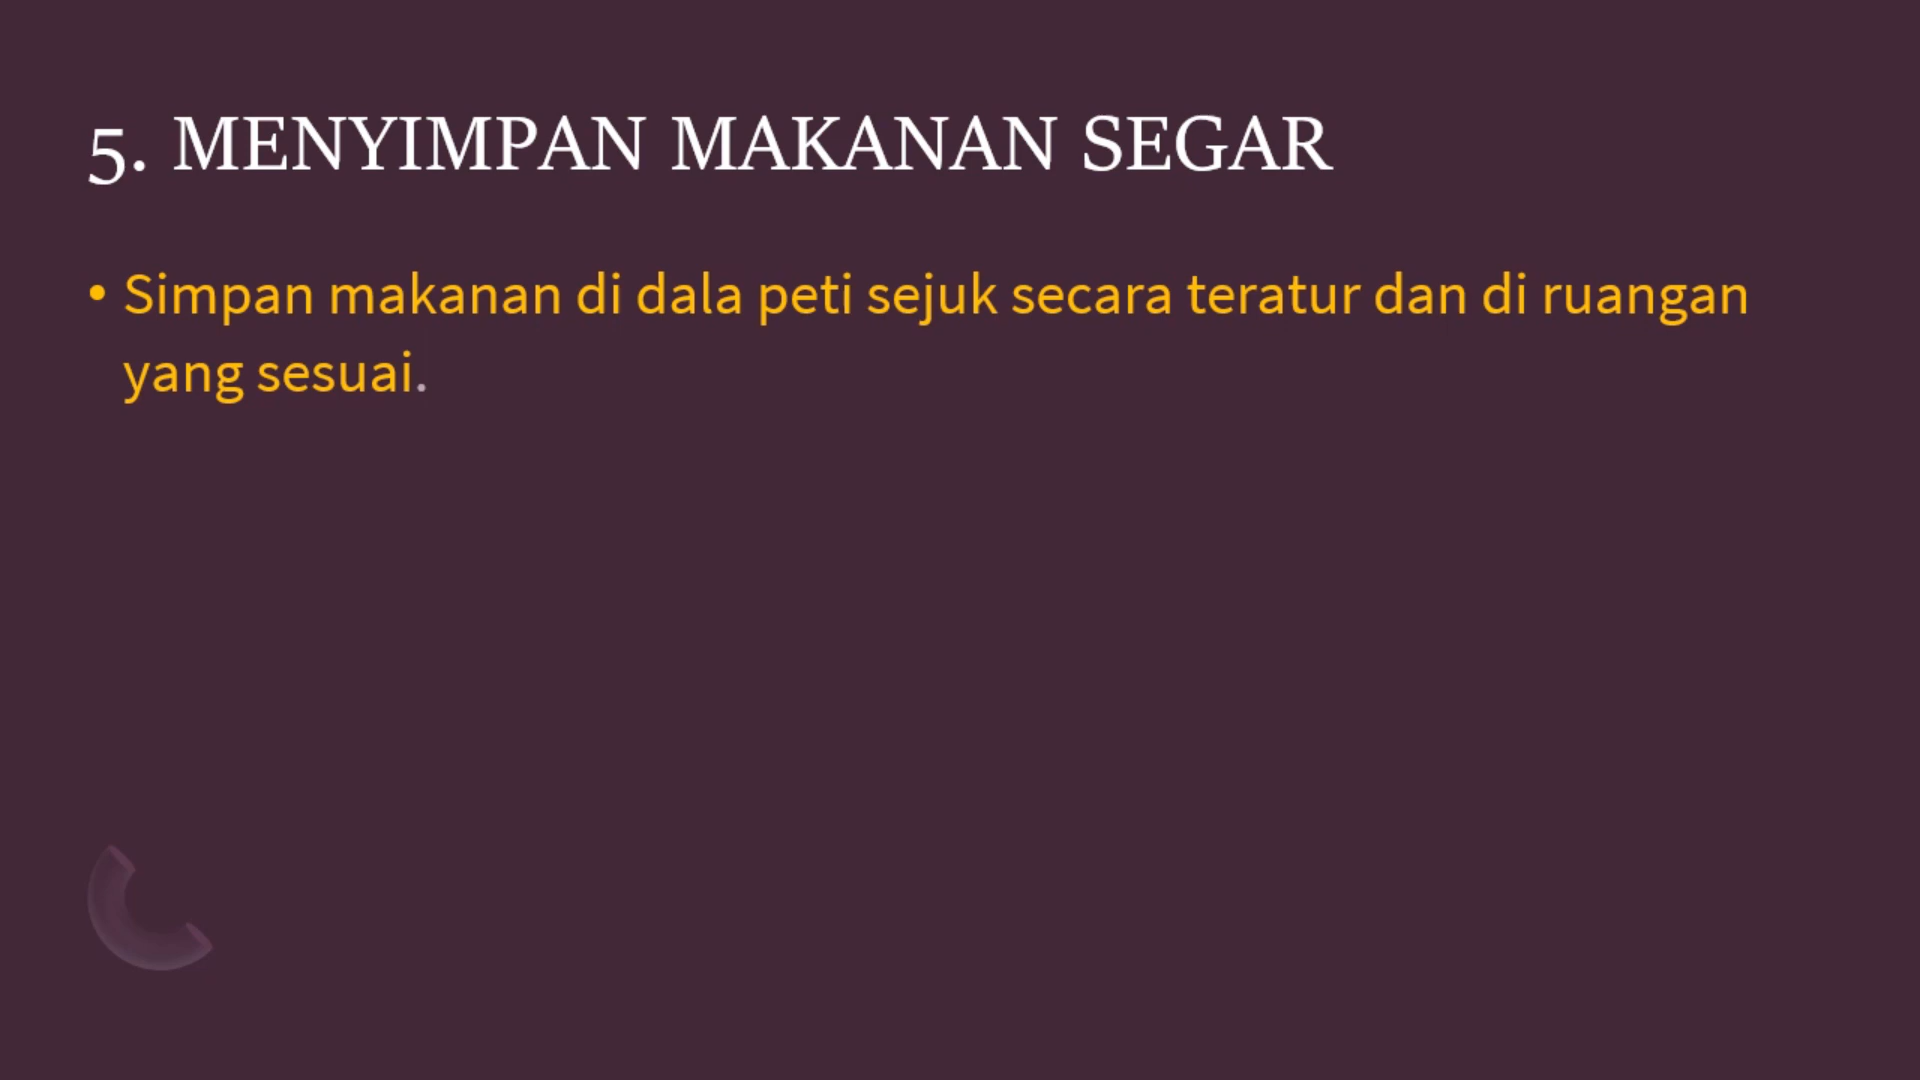 5. MENYIMPAN MAKANAN SEGAR
• Simpan makanan di dala peti sejuk secara teratur dan di ruangan
yang sesuai.